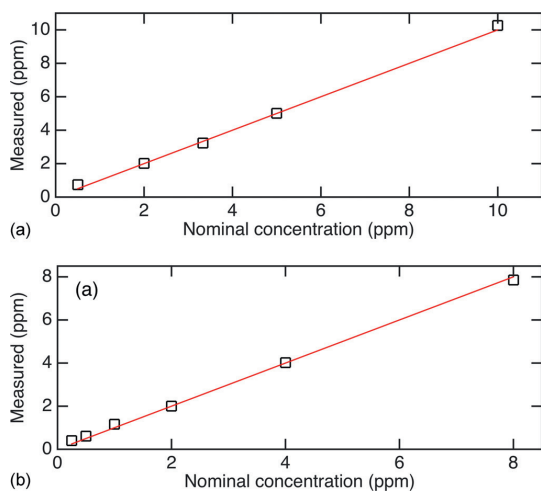 10
8
6
4
2
0
Measured (ppm)
0 2 4 6 8 10
(a) Nominal concentration (ppm)
8
6
4
2
0
Measured (ppm)
(a)
0 2 4 6 8
(b) Nominal concentration (ppm)